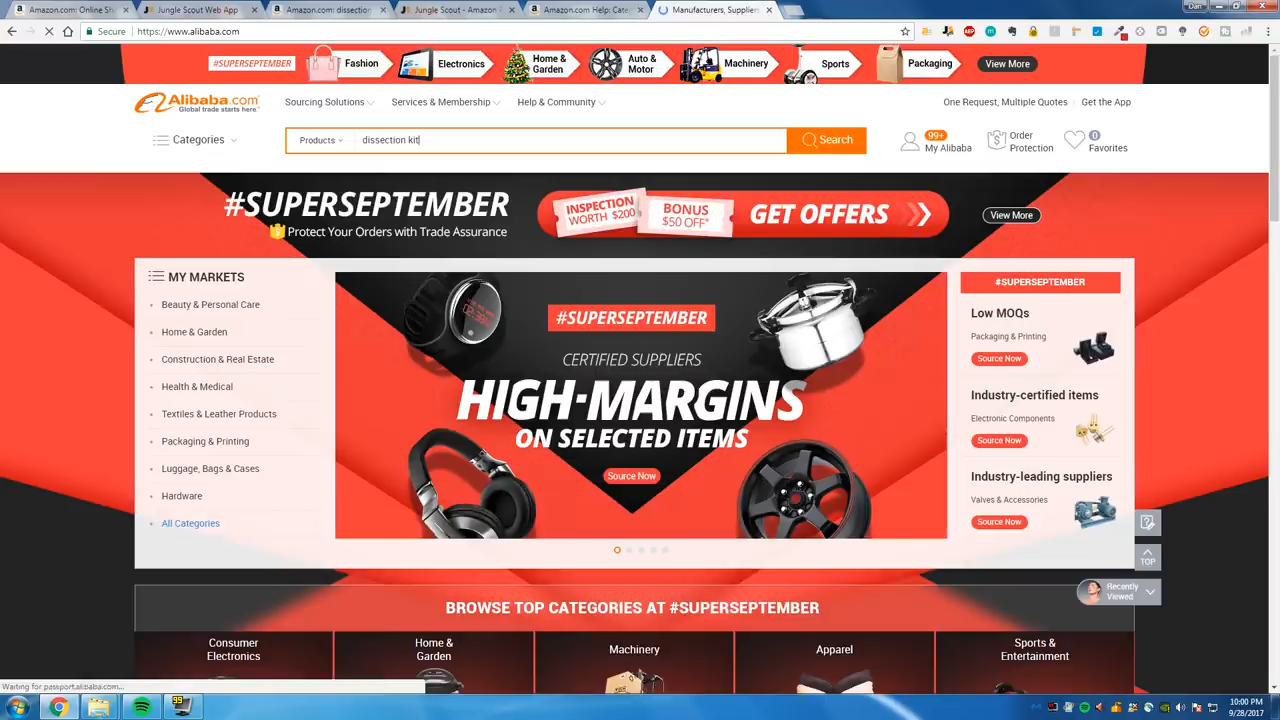 Dan
Amazon.com: Online Sh
Jungle Scout Web App
Amazon.com: dissection
Jungle Scout - Amazon P
Amazon.com Help: Cate
Manufacturers, Suppliers
Secure
https://www.alibaba.com
#SUPERSEPTEMBER
Fashion
Electronics
Home &
Garden
Auto &
Motor
Machinery
Sports
Packaging
View More
Alibaba.com
Global trade starts here.
Sourcing Solutions
Services & Membership
Help & Community
One Request, Multiple Quotes
Get the App
Categories
Products
dissection kit
Search
99+
My Alibaba
Order
Protection
0
Favorites
#SUPERSEPTEMBER
Protect Your Orders with Trade Assurance
INSPECTION
WORTH $200
BONUS
$50 OFF*
GET OFFERS
View More
MY MARKETS
Beauty & Personal Care
Home & Garden
Construction & Real Estate
Health & Medical
Textiles & Leather Products
Packaging & Printing
Luggage, Bags & Cases
Hardware
All Categories
#SUPERSEPTEMBER
CERTIFIED SUPPLIERS
HIGH-MARGINS
ON SELECTED ITEMS
Source Now
#SUPERSEPTEMBER
Low MOQs
Packaging & Printing
Source Now
Industry-certified items
Electronic Components
Source Now
Industry-leading suppliers
Valves & Accessories
Source Now
TOP
Recently
Viewed
BROWSE TOP CATEGORIES AT #SUPERSEPTEMBER
Consumer
Electronics
Home &
Garden
Machinery
Apparel
Sports &
Entertainment
Waiting for passport.alibaba.com...
10:00 PM
9/28/2017